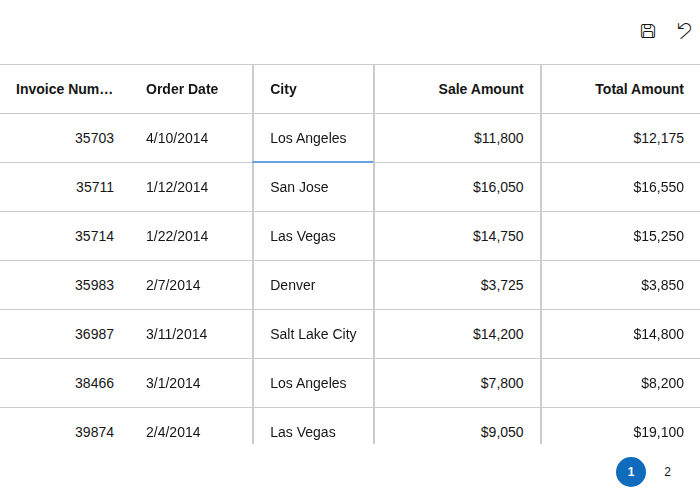 Invoice Num… Order Date City Sale Amount Total Amount
35703 4/10/2014 Los Angeles $11,800 $12,175
35711 1/12/2014 San Jose $16,050 $16,550
35714 1/22/2014 Las Vegas $14,750 $15,250
35983 2/7/2014 Denver $3,725 $3,850
36987 3/11/2014 Salt Lake City $14,200 $14,800
38466 3/1/2014 Los Angeles $7,800 $8,200
39874 2/4/2014 Las Vegas $9,050 $19,100
1 2